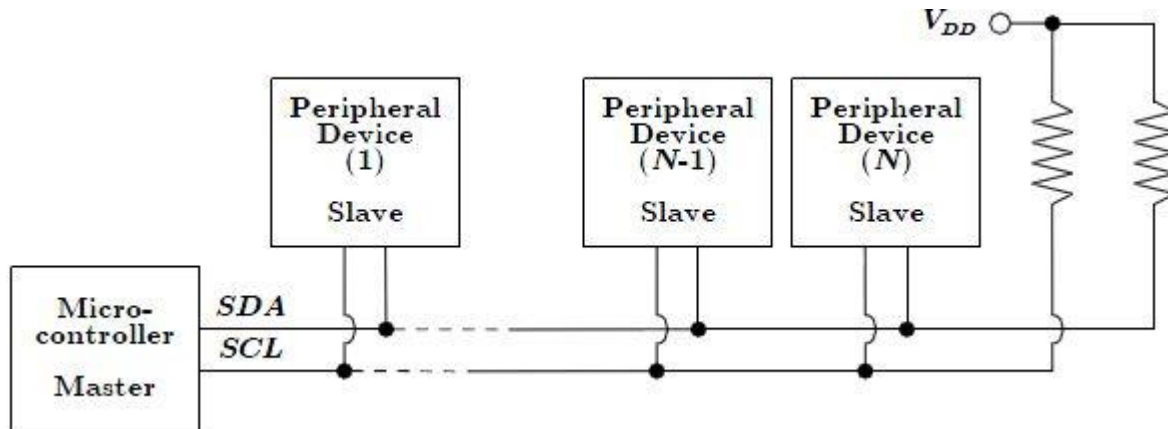 V_DD
Peripheral
Device
(1)
Slave
Peripheral
Device
(N-1)
Slave
Peripheral
Device
(N)
Slave
Micro-
controller
Master
SDA
SCL